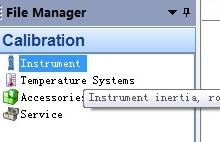 File Manager
Calibration
Instrument
Temperature Systems
Accessories
Instrument inertia, ro
Service